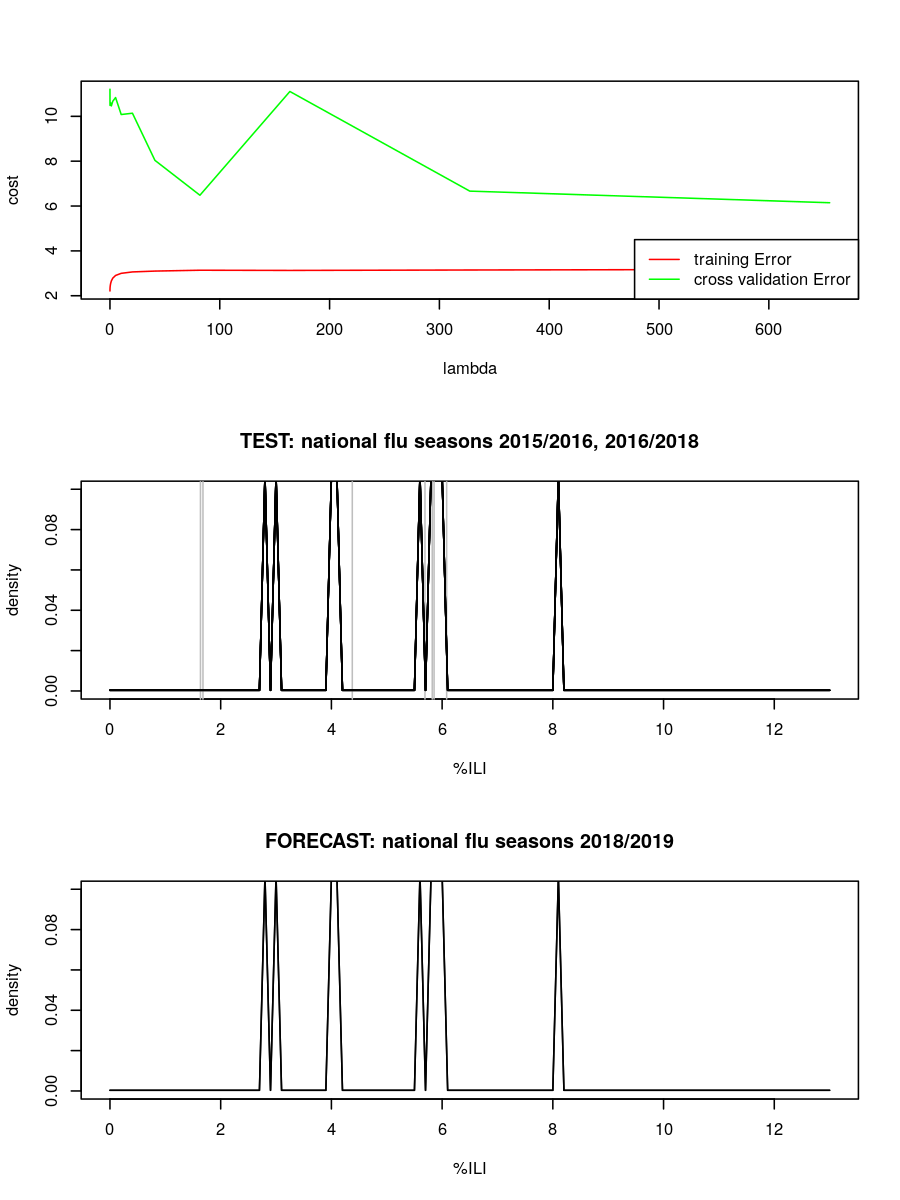 10
8
6
4
2
cost
training Error
cross validation Error
0 100 200 300 400 500 600
lambda
TEST: national flu seasons 2015/2016, 2016/2018
0.08
0.04
0.00
density
0 2 4 6 8 10 12
%ILI
FORECAST: national flu seasons 2018/2019
0.08
0.04
0.00
density
0 2 4 6 8 10 12
%ILI